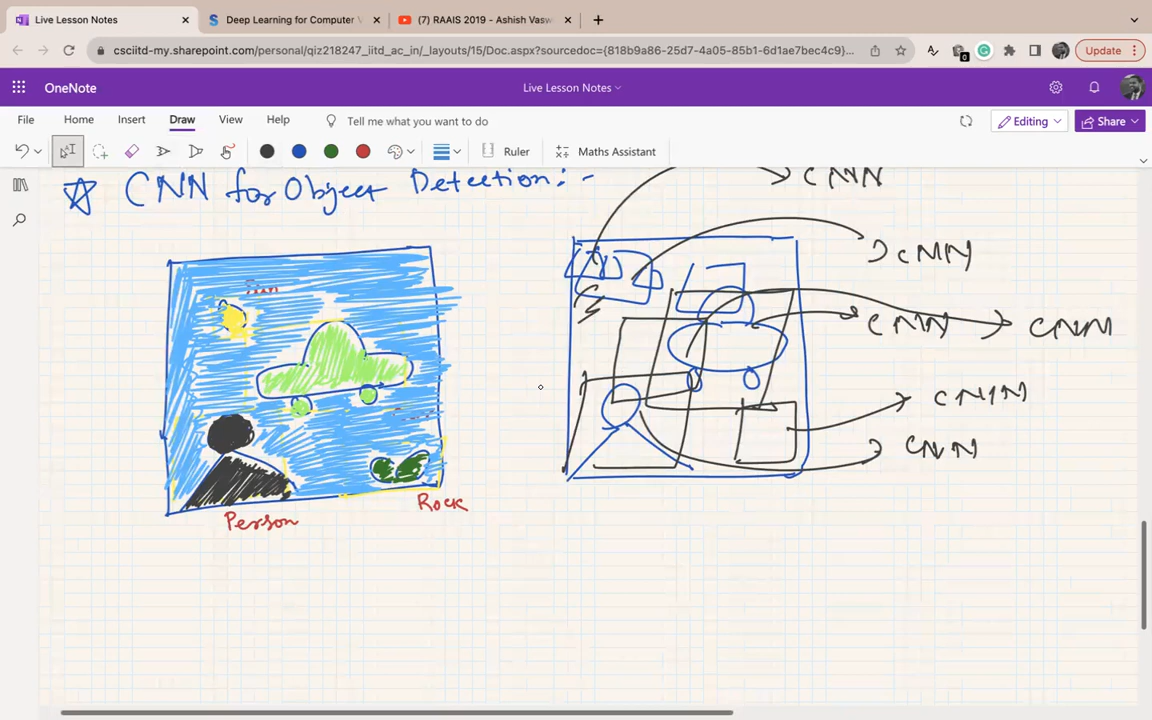 Live Lesson Notes
Deep Learning for Computer V
(7) RAAIS 2019 - Ashish Vasw
csciitd-my.sharepoint.com/personal/qiz218247_iitd_ac_in/_layouts/15/Doc.aspx?sourcedoc={818b9a86-25d7-4a05-85b1-6d1ae7bec4c9}...
0
Update
OneNote
Live Lesson Notes
File Home Insert Draw View Help Tell me what you want to do
Editing
Share
Ruler
Maths Assistant
CNN for Object Detection:-
CNN
CNN
Sun
CNN
CNN
CNN
CNN
Rock
Person